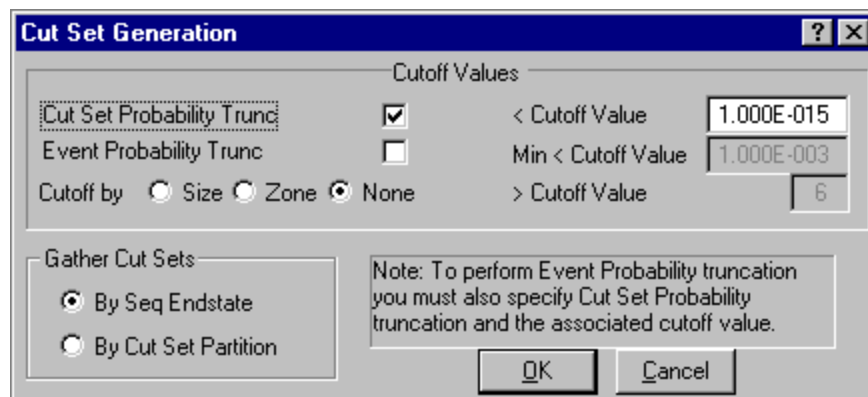 Cut Set Generation
Cutoff Values
Cut Set Probability Trunc < Cutoff Value 1.000E-015
Event Probability Trunc Min < Cutoff Value 1.000E-003
Cutoff by Size Zone None > Cutoff Value 6
Gather Cut Sets
By Seq Endstate
By Cut Set Partition
Note: To perform Event Probability truncation
you must also specify Cut Set Probability
truncation and the associated cutoff value.
OK Cancel